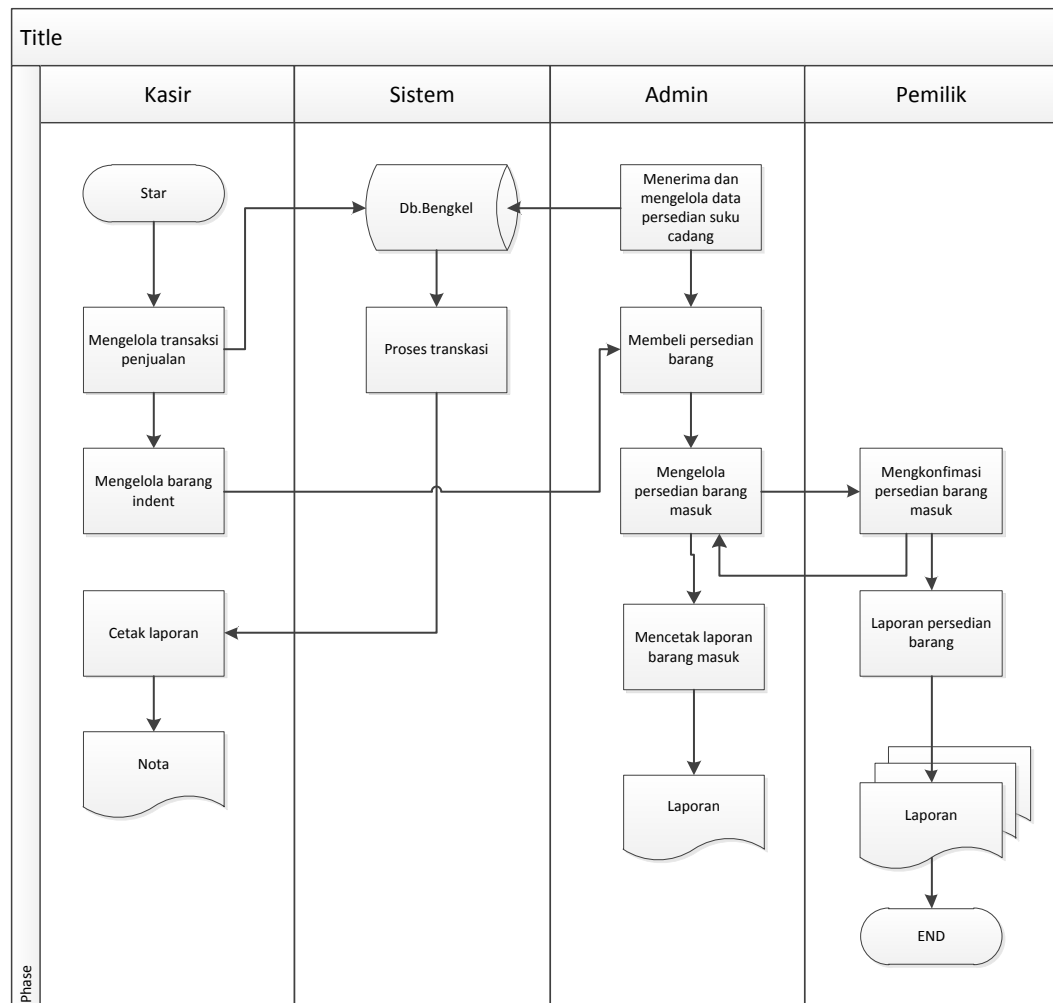 Title
Kasir
Sistem
Admin
Pemilik
Star
Db.Bengkel
Menerima dan
mengelola data
persedian suku
cadang
Mengelola transaksi
penjualan
Proses transkasi
Membeli persedian
barang
Mengelola barang
indent
Mengelola
persedian barang
masuk
Mengkonfimasi
persedian barang
masuk
Cetak laporan
Mencetak laporan
barang masuk
Laporan persedian
barang
Nota
Laporan
Laporan
END
Phase